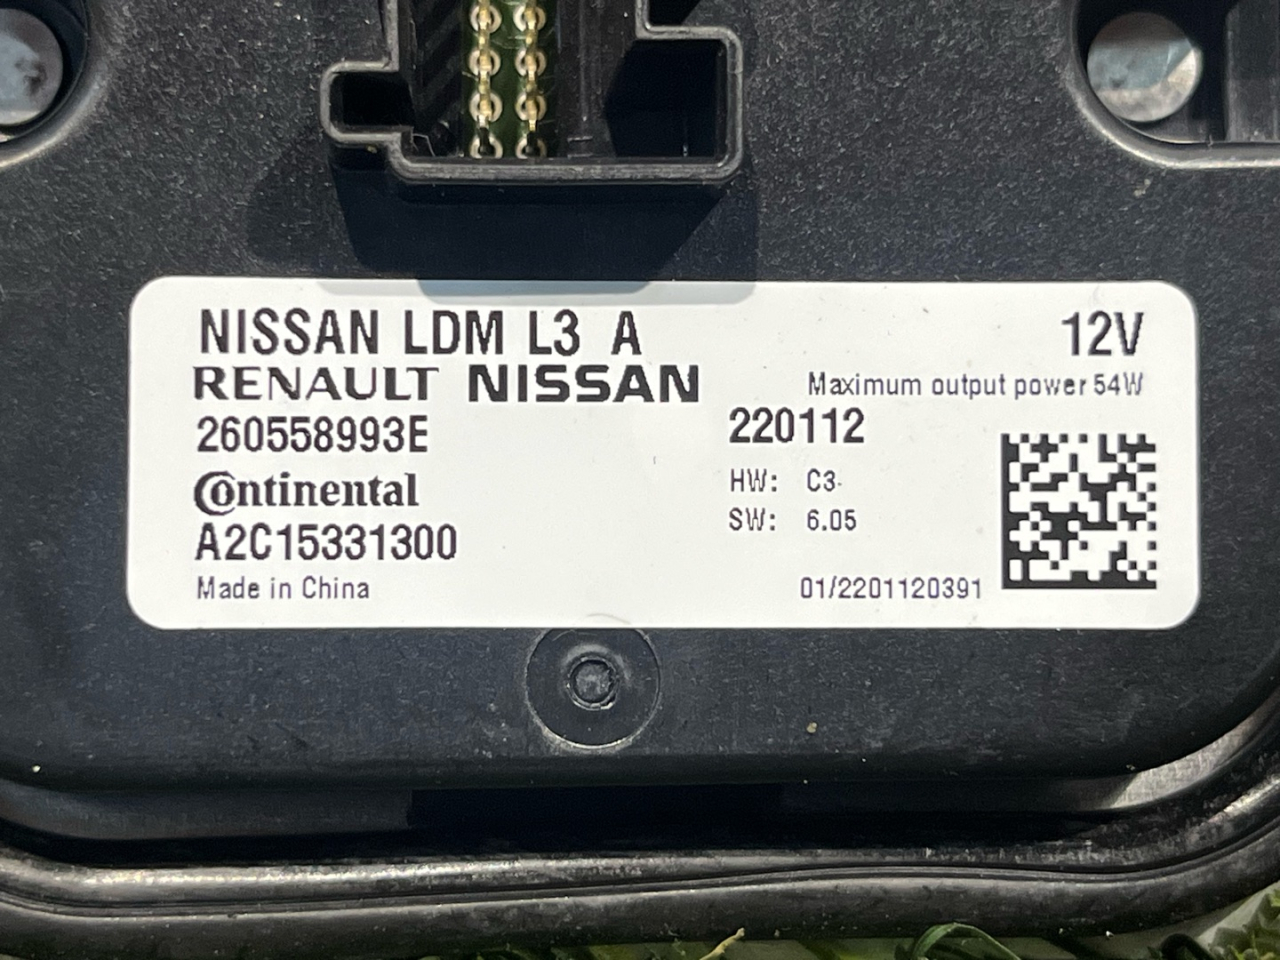 NISSAN LDM L3 A
12V
RENAULT NISSAN
Maximum output power 54W
260558993E
220112
Continental
HW: C3
A2C15331300
SW: 6.05
Made in China
01/2201120391